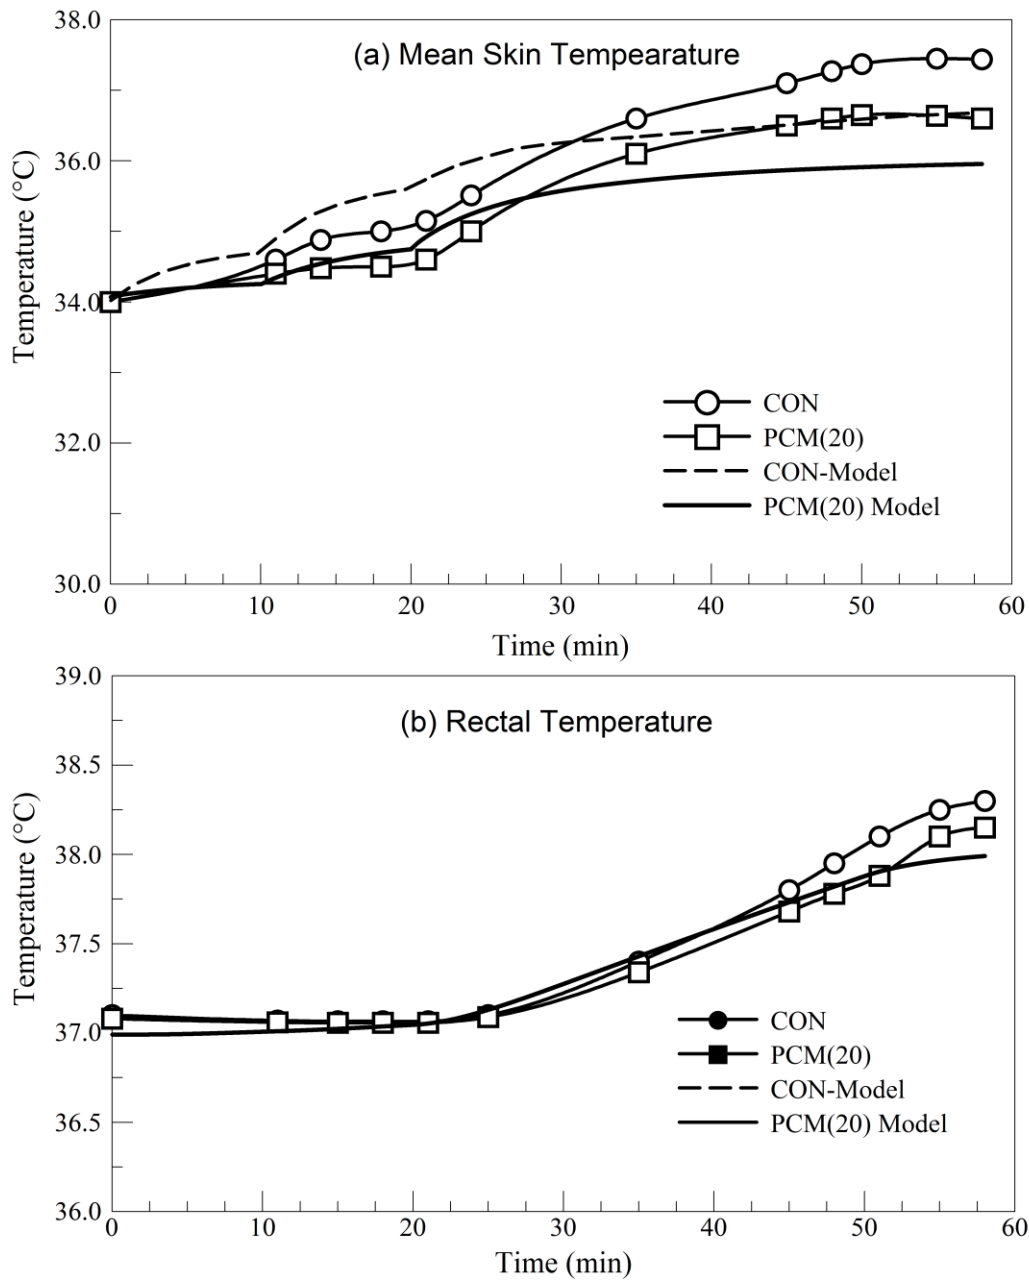 (a) Mean Skin Tempearature
38.0
36.0
34.0
32.0
30.0
Temperature (°C)
CON
PCM(20)
CON-Model
PCM(20) Model
0 10 20 30 40 50 60
Time (min)
(b) Rectal Temperature
39.0
38.5
38.0
37.5
37.0
36.5
36.0
Temperature (°C)
CON
PCM(20)
CON-Model
PCM(20) Model
0 10 20 30 40 50 60
Time (min)